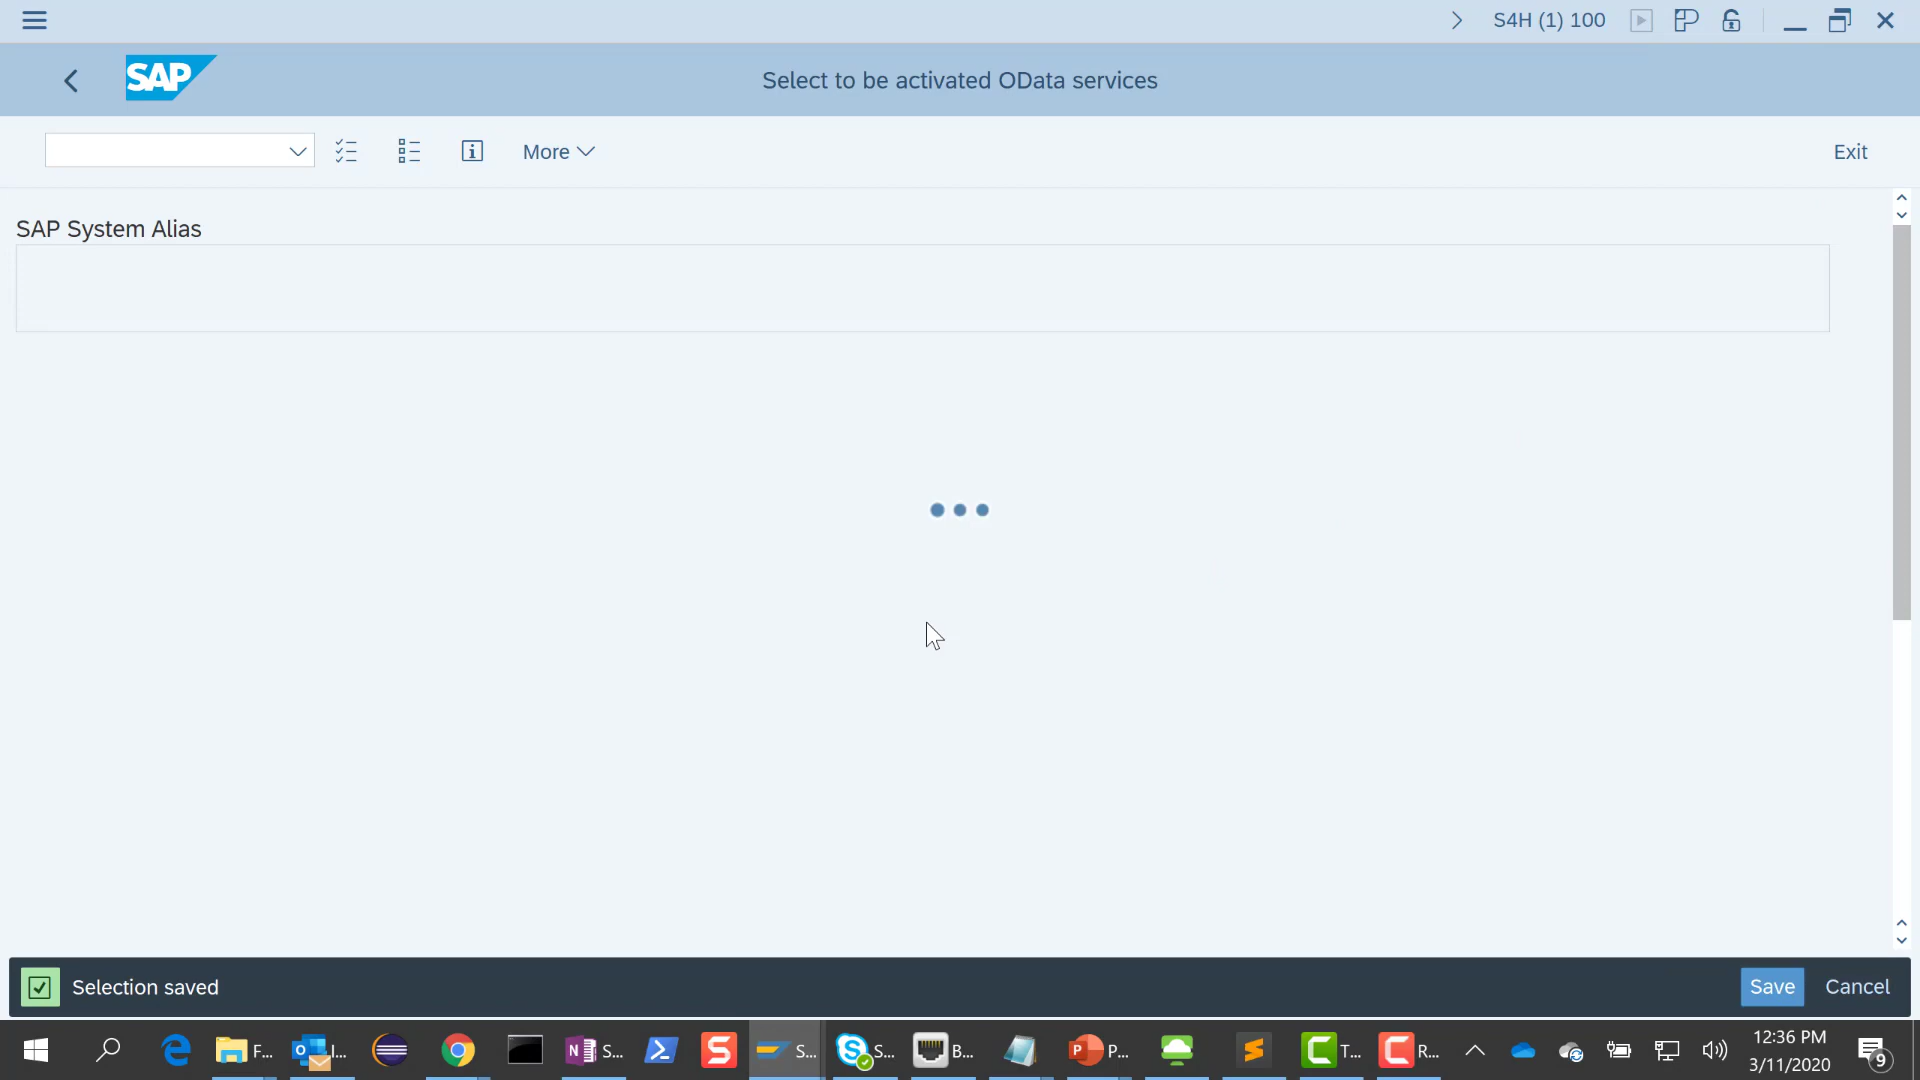 S4H (1) 100
SAP
Select to be activated OData services
More
Exit
SAP System Alias
Selection saved
Save
Cancel
F...
I...
S...
S...
S...
B...
P...
T...
R...
12:36 PM
3/11/2020
9